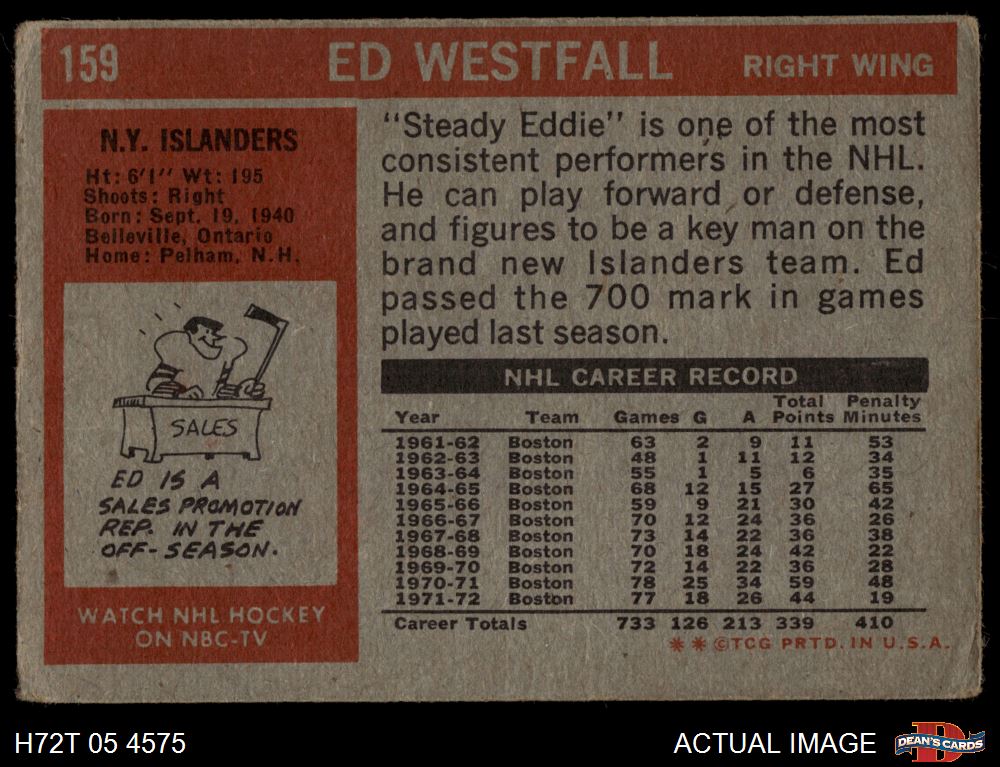 159 ED WESTFALL RIGHT WING
N.Y. ISLANDERS
Ht: 6'1" Wt: 195
Shoots: Right
Born: Sept. 19, 1940
Belleville, Ontario
Home: Pelham, N.H.
SALES
ED IS A
SALES PROMOTION
REP. IN THE
OFF-SEASON.
WATCH NHL HOCKEY
ON NBC-TV
"Steady Eddie" is one of the most
consistent performers in the NHL.
He can play forward or defense,
and figures to be a key man on the
brand new Islanders team. Ed
passed the 700 mark in games
played last season.
NHL CAREER RECORD
Year Team Games G A Total Points Penalty Minutes
1961-62 Boston 63 2 9 11 53
1962-63 Boston 48 1 11 12 34
1963-64 Boston 55 1 5 6 35
1964-65 Boston 68 12 15 27 65
1965-66 Boston 59 9 21 30 42
1966-67 Boston 70 12 24 36 26
1967-68 Boston 73 14 22 36 38
1968-69 Boston 70 18 24 42 22
1969-70 Boston 72 14 22 36 28
1970-71 Boston 78 25 34 59 48
1971-72 Boston 77 18 26 44 19
Career Totals 733 126 213 339 410
**©TCG PRTD. IN U.S.A.
H72T 05 4575
ACTUAL IMAGE
DEAN'S CARDS